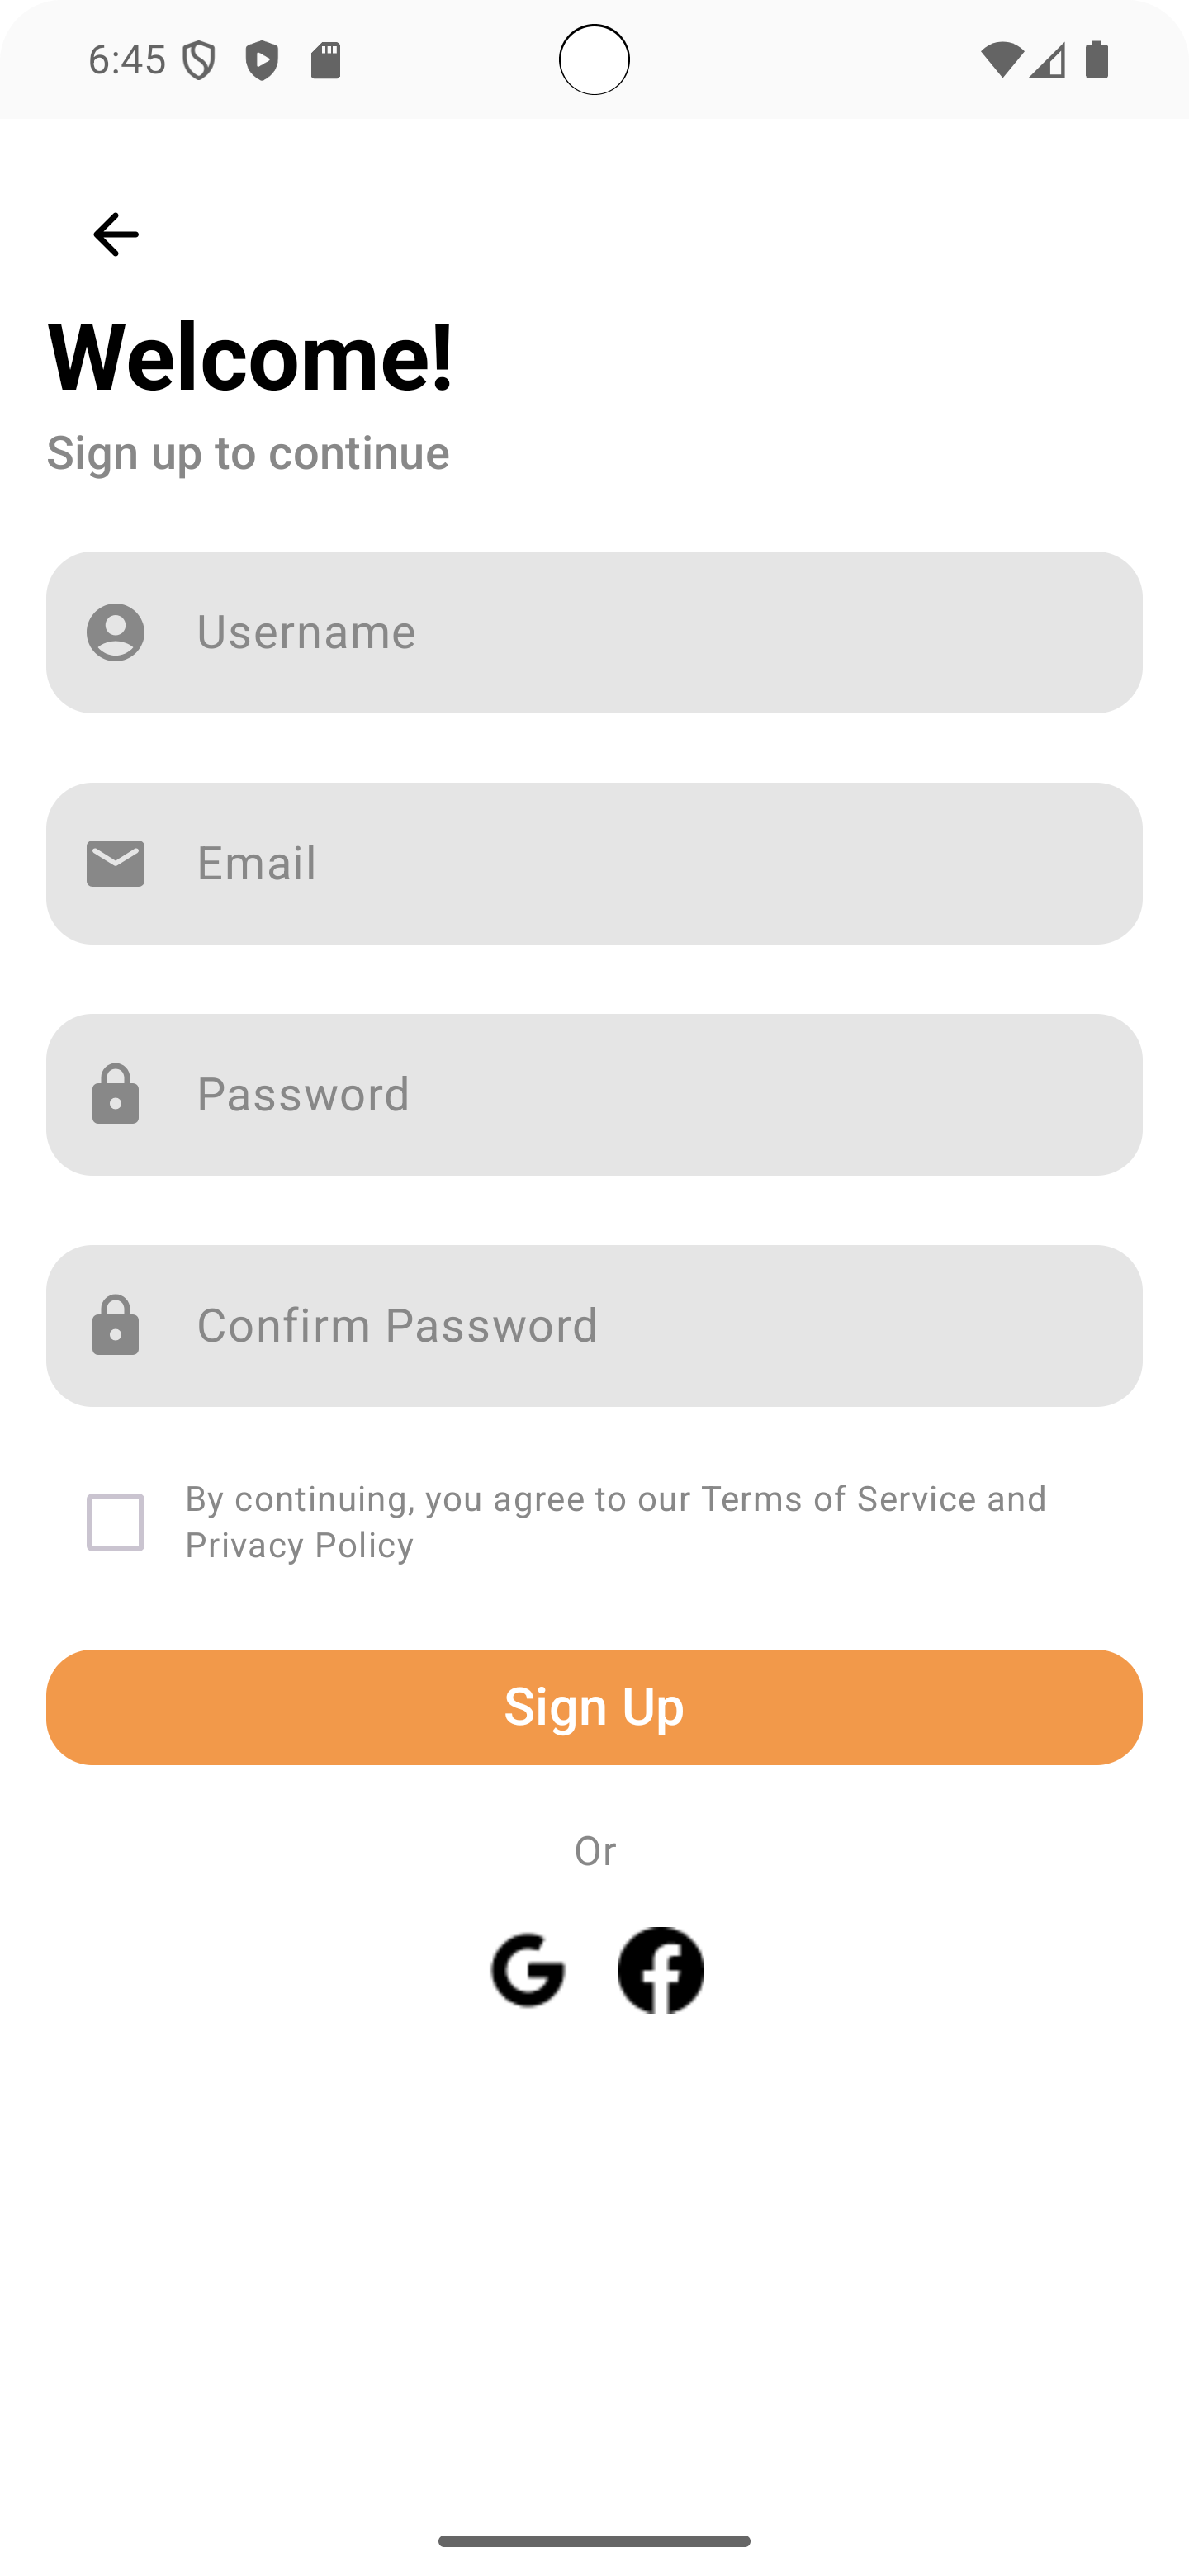 6:45
Welcome!
Sign up to continue
Username
Email
Password
Confirm Password
By continuing, you agree to our Terms of Service and
Privacy Policy
Sign Up
Or